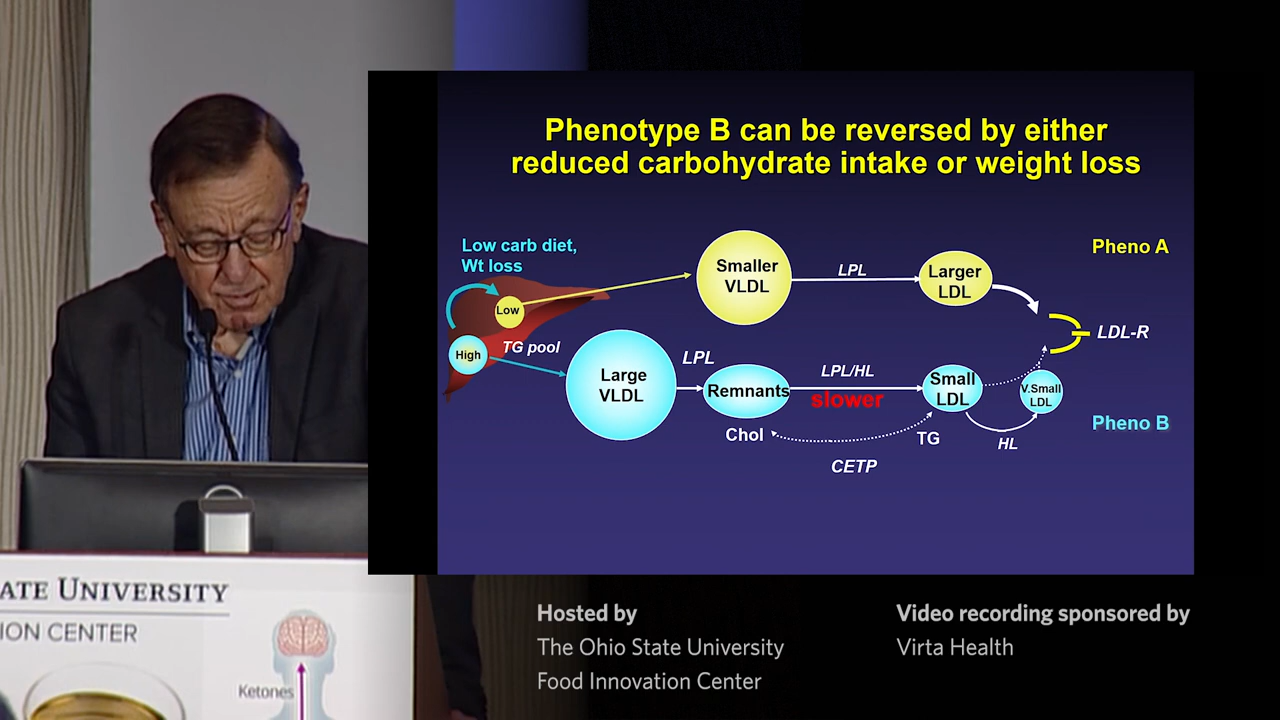 Phenotype B can be reversed by either
reduced carbohydrate intake or weight loss
Low carb diet,
Wt loss
Low
High
TG pool
Smaller
VLDL
LPL
Larger
LDL
Pheno A
LDL-R
Large
VLDL
LPL
Remnants
LPL/HL
slower
Small
LDL
V.Small
LDL
Pheno B
Chol
TG
HL
CETP
ATE UNIVERSITY
ION CENTER
Ketones
Hosted by
The Ohio State University
Food Innovation Center
Video recording sponsored by
Virta Health